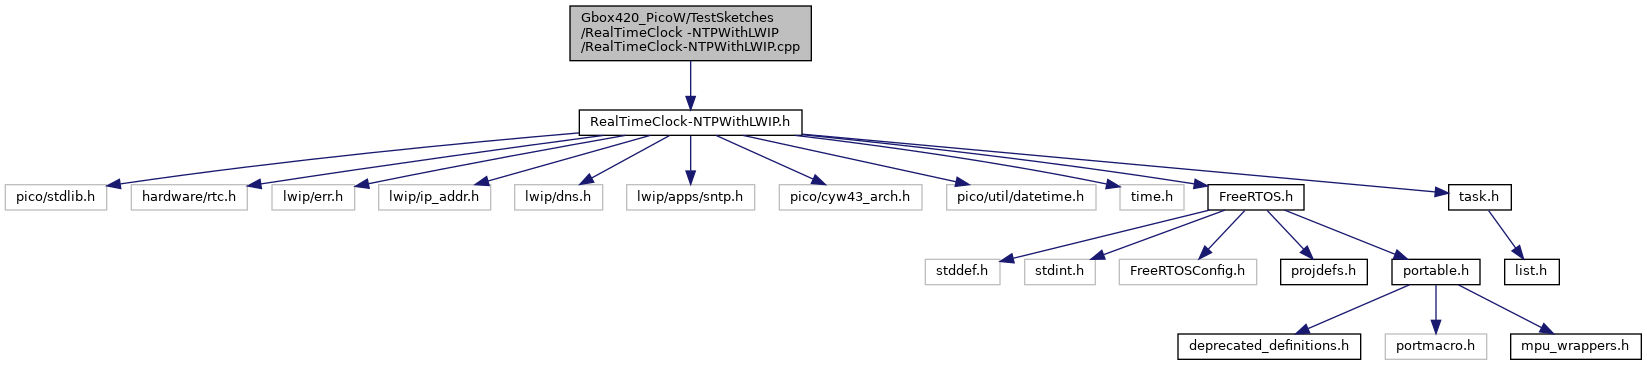 Gbox420_PicoW/TestSketches
/RealTimeClock -NTPWithLWIP
/RealTimeClock-NTPWithLWIP.cpp
RealTimeClock-NTPWithLWIP.h
pico/stdlib.h
hardware/rtc.h
lwip/err.h
lwip/ip_addr.h
lwip/dns.h
lwip/apps/sntp.h
pico/cyw43_arch.h
pico/util/datetime.h
time.h
FreeRTOS.h
task.h
stddef.h
stdint.h
FreeRTOSConfig.h
projdefs.h
portable.h
list.h
deprecated_definitions.h
portmacro.h
mpu_wrappers.h